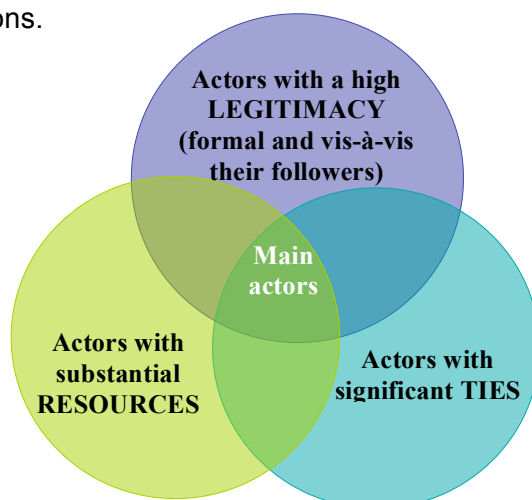 ons.
Actors with a high
LEGITIMACY
(formal and vis-à-vis
their followers)
Main
actors
Actors with
substantial
RESOURCES
Actors with
significant TIES